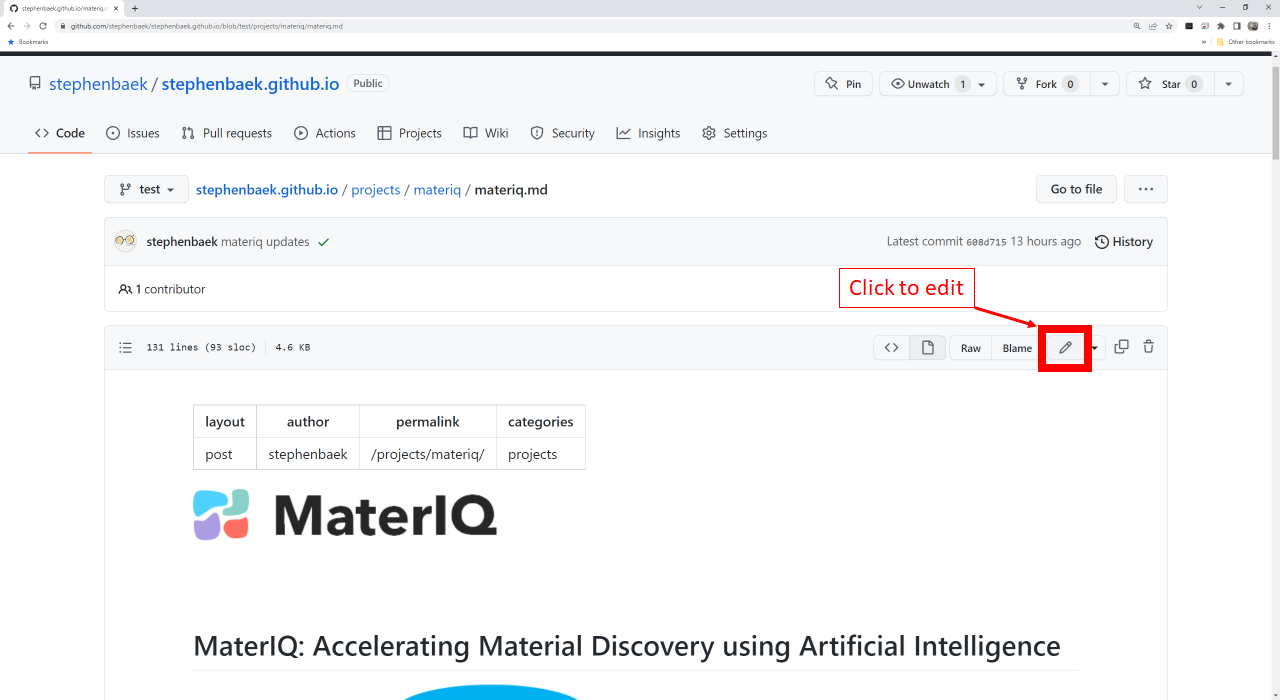 stephenbaek.github.io/materiq.m
github.com/stephenbaek/stephenbaek.github.io/blob/test/projects/materiq/materiq.md
Bookmarks
Other bookmarks
stephenbaek / stephenbaek.github.io Public
Pin
Unwatch 1
Fork 0
Star 0
Code
Issues
Pull requests
Actions
Projects
Wiki
Security
Insights
Settings
test
stephenbaek.github.io / projects / materiq / materiq.md
Go to file
stephenbaek materiq updates
Latest commit 608d715 13 hours ago
History
1 contributor
Click to edit
131 lines (93 sloc)
4.6 KB
Raw
Blame
layout author permalink categories
post stephenbaek /projects/materiq/ projects
MaterIQ
MaterIQ: Accelerating Material Discovery using Artificial Intelligence